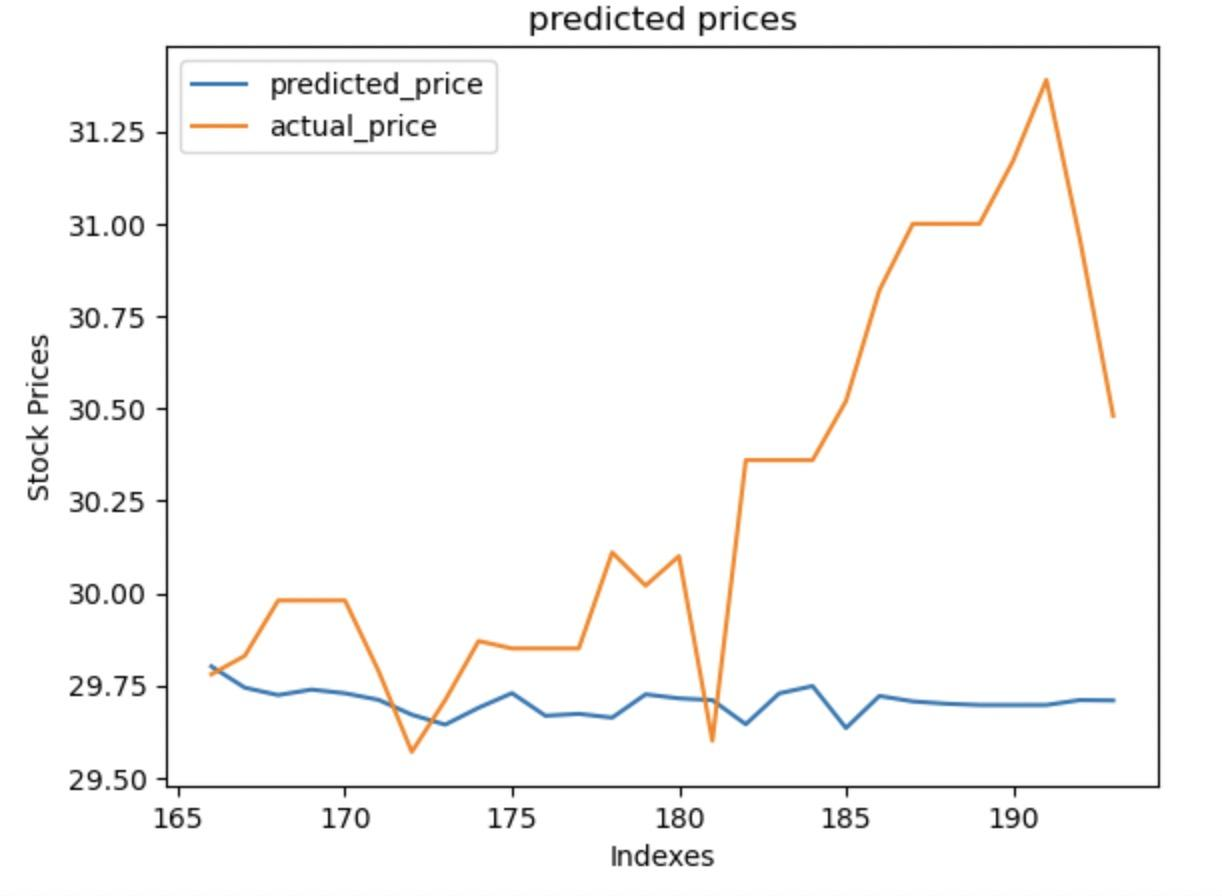 predicted prices
predicted_price
actual_price
31.25
31.00
30.75
30.50
30.25
30.00
29.75
29.50
Stock Prices
165 170 175 180 185 190
Indexes